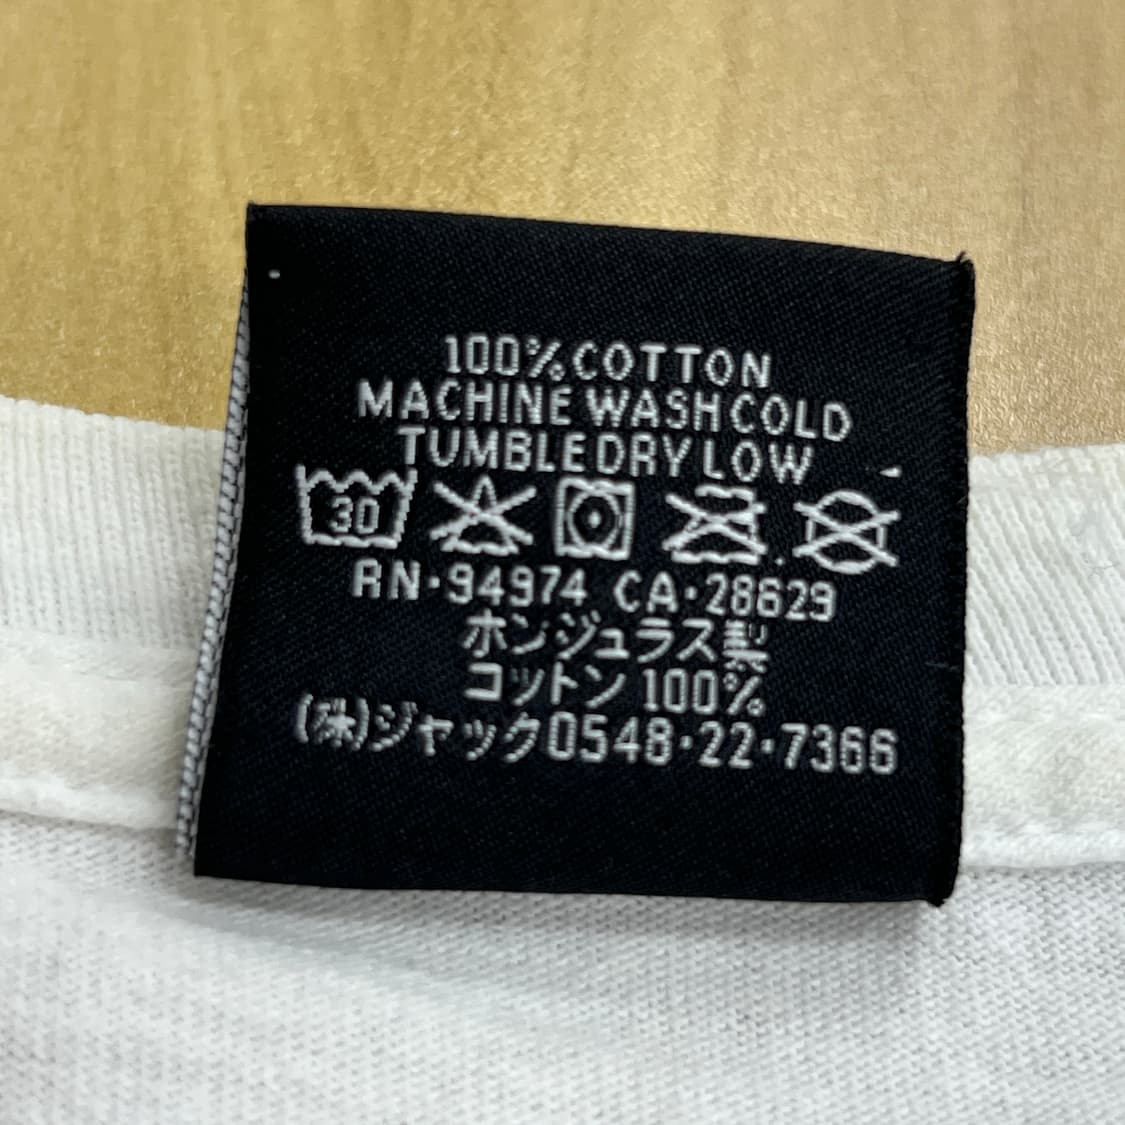 100% COTTON
MACHINE WASH COLD
TUMBLE DRY LOW
30
RN·94974 CA·28629
ホンジュラス製
コットン 100%
(株)ジャック0548·22·7366